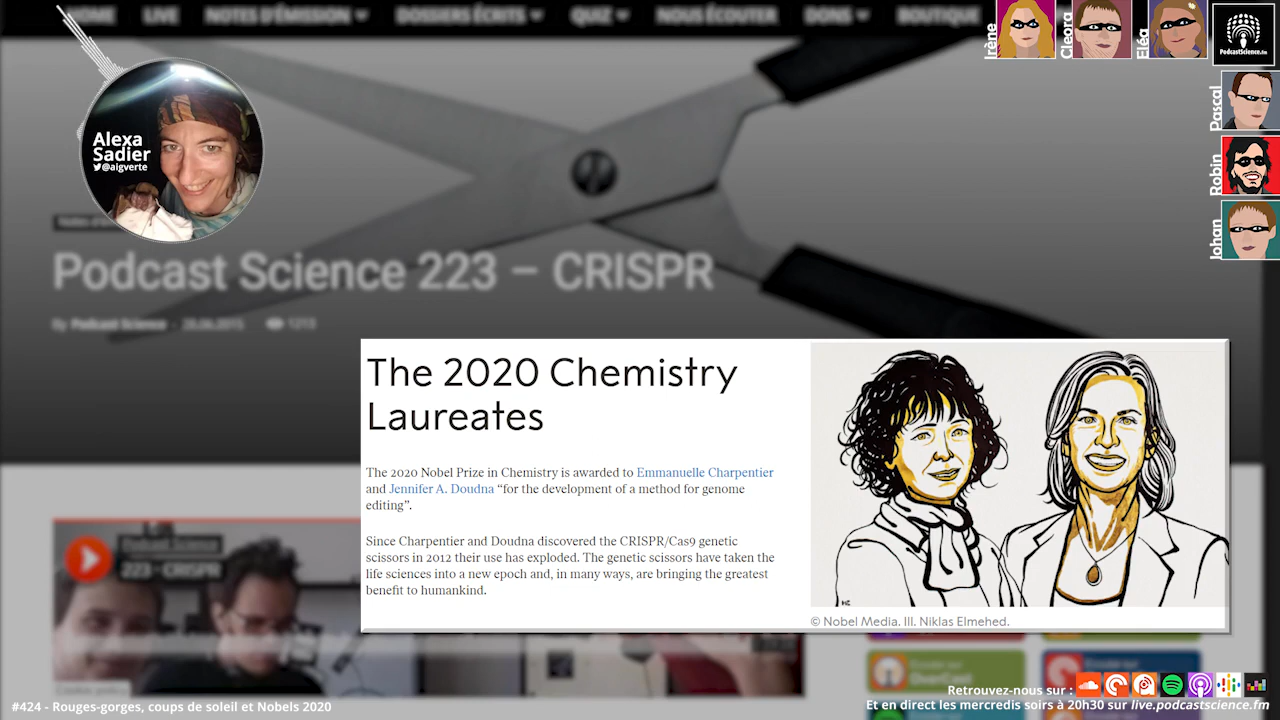 HOME LIVE NOTES D'ÉMISSION DOSSIERS ÉCRITS QUIZ NOUS ÉCOUTER DONS BOUTIQUE
Irène
Cleora
Eléa
PodcastScience.fm
Pascal
Robin
Johan
Alexa
Sadier
@aigverte
Podcast Science 223 – CRISPR
By Podcast Science
The 2020 Chemistry
Laureates
The 2020 Nobel Prize in Chemistry is awarded to Emmanuelle Charpentier
and Jennifer A. Doudna “for the development of a method for genome
editing”.
Since Charpentier and Doudna discovered the CRISPR/Cas9 genetic
scissors in 2012 their use has exploded. The genetic scissors have taken the
life sciences into a new epoch and, in many ways, are bringing the greatest
benefit to humankind.
© Nobel Media. Ill. Niklas Elmehed.
Podcast Science
223 - CRISPR
Retrouvez-nous sur :
Et en direct les mercredis soirs à 20h30 sur live.podcastscience.fm
#424 - Rouges-gorges, coups de soleil et Nobels 2020